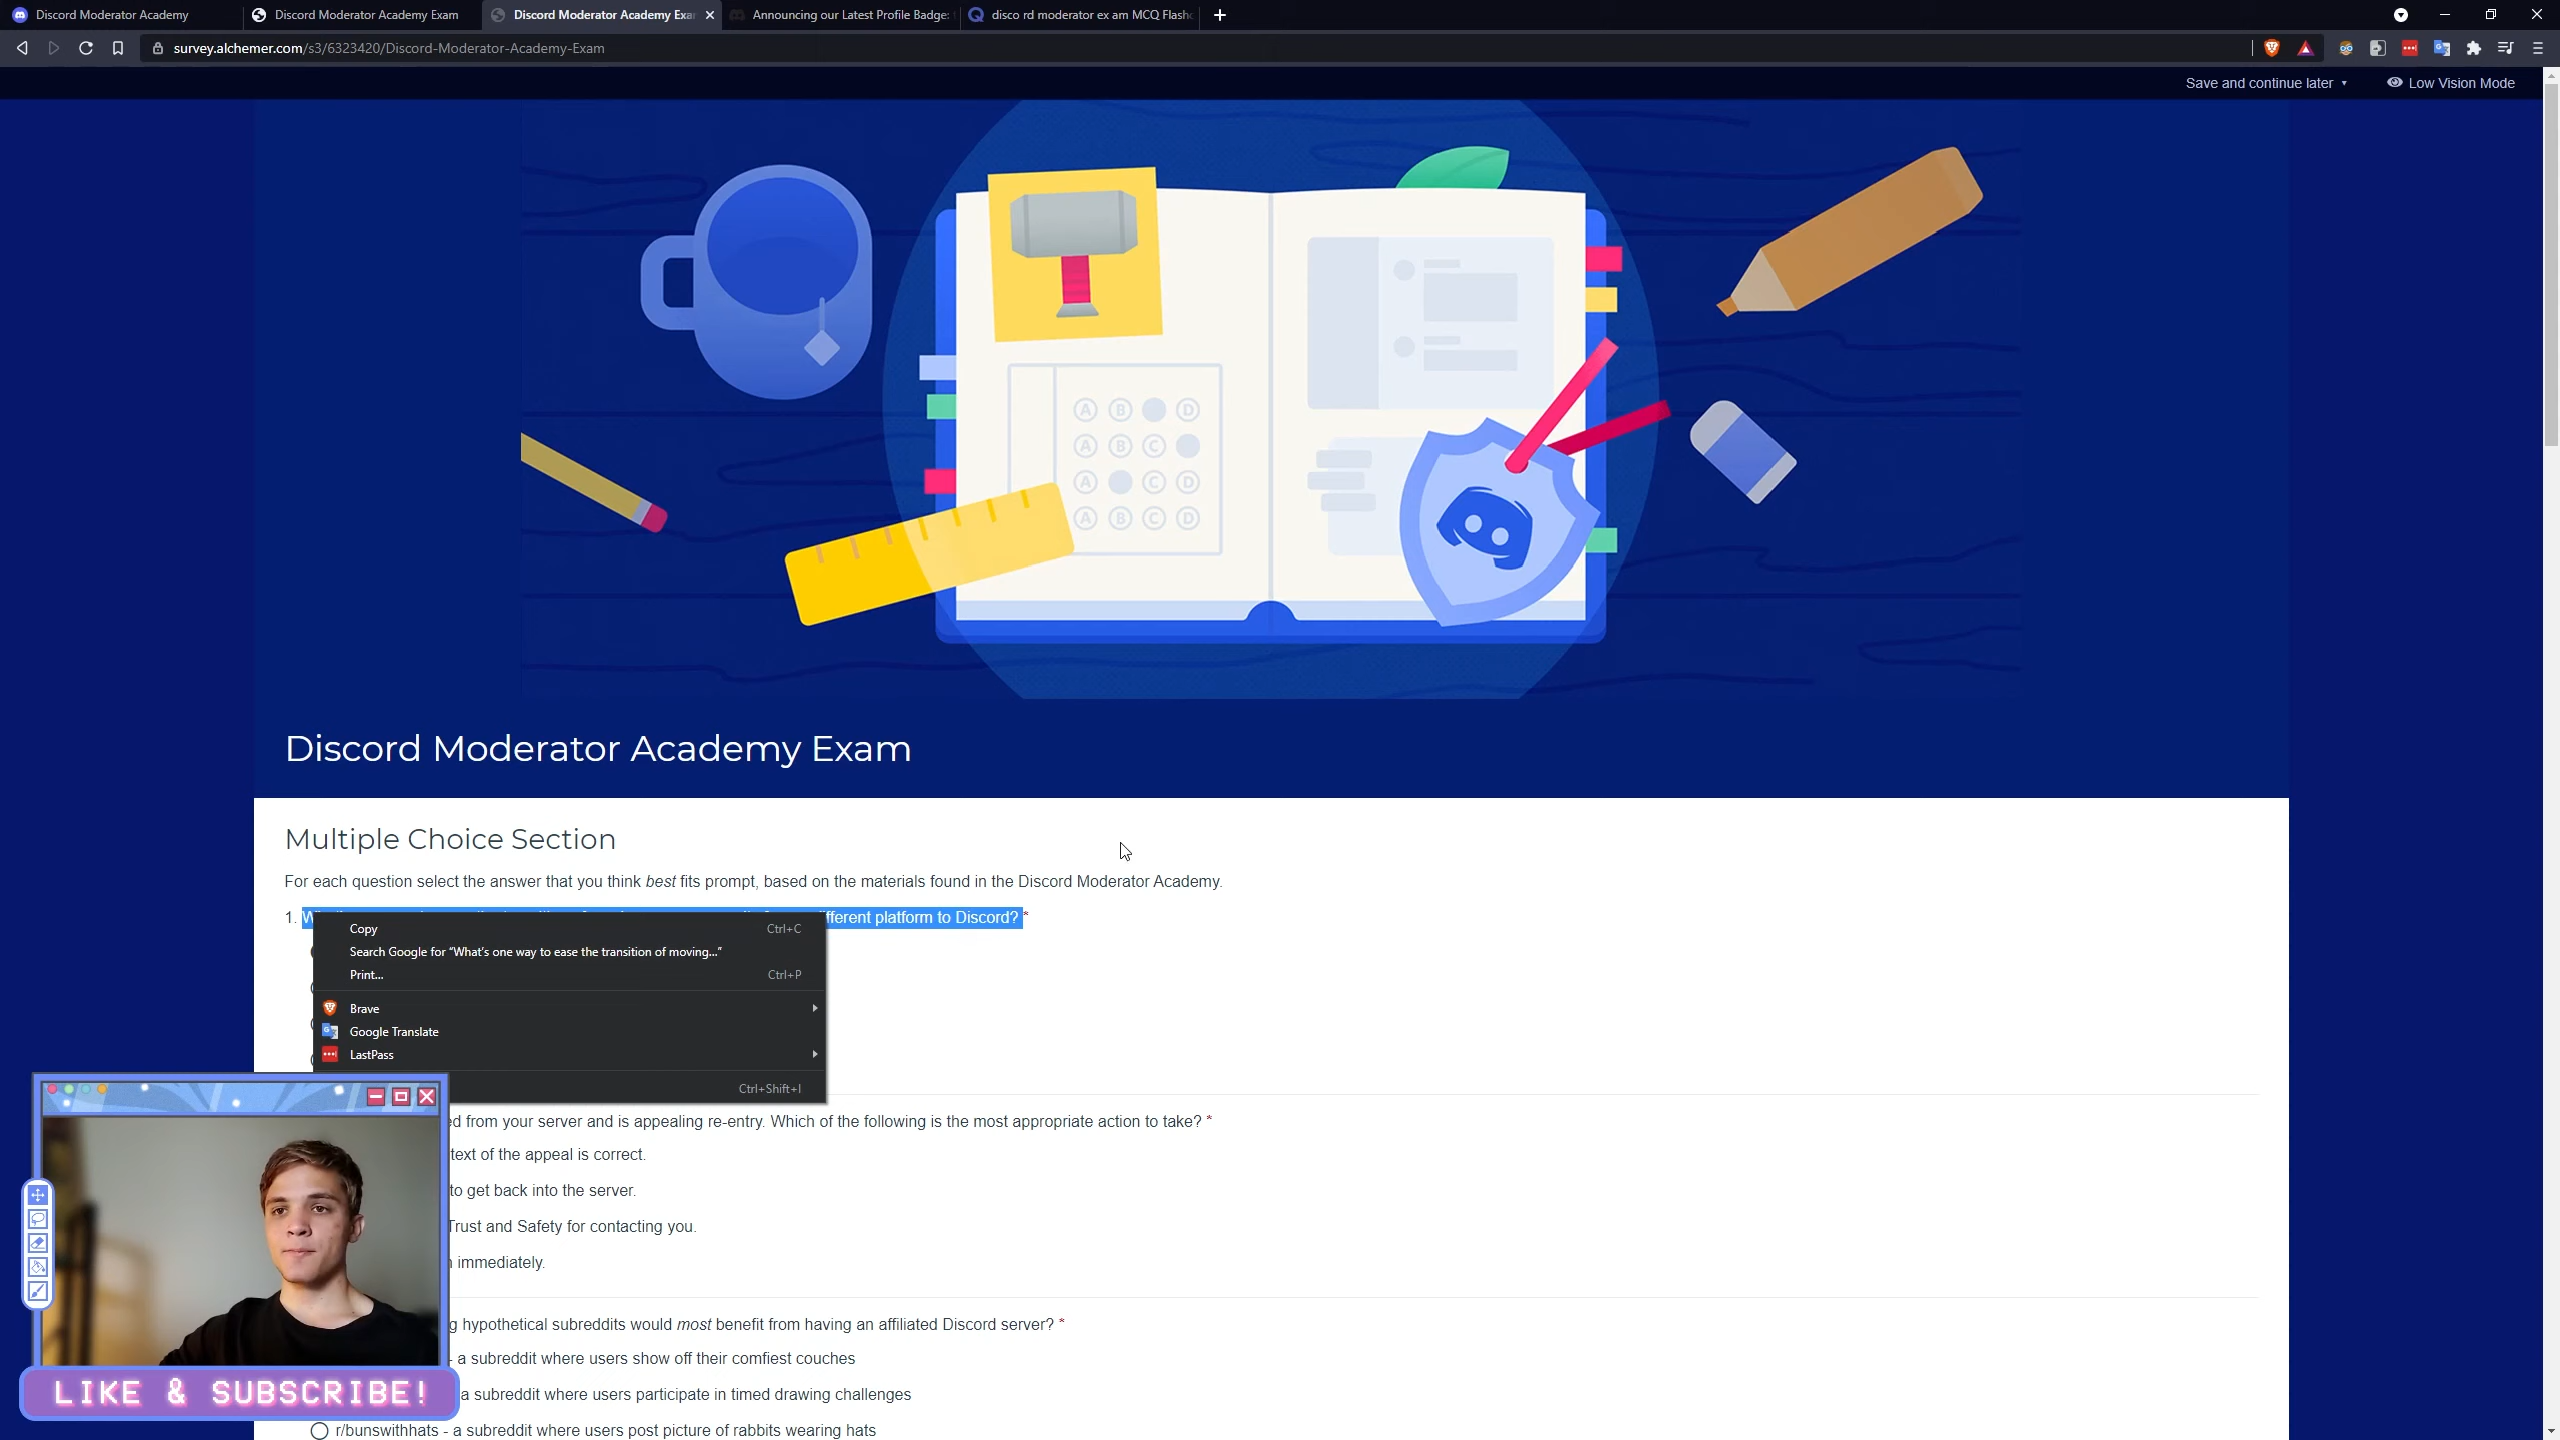 Discord Moderator Academy
Discord Moderator Academy Exam
Discord Moderator Academy Exa
Announcing our Latest Profile Badge:
disco rd moderator ex am MCQ Flash
survey.alchemer.com/s3/6323420/Discord-Moderator-Academy-Exam
Save and continue later
Low Vision Mode
A B D
A B C
A C D
A B C D
Discord Moderator Academy Exam
Multiple Choice Section
For each question select the answer that you think best fits prompt, based on the materials found in the Discord Moderator Academy.
1. fferent platform to Discord? *
Copy Ctrl+C
Search Google for “What's one way to ease the transition of moving...”
Print... Ctrl+P
Brave
Google Translate
LastPass
Ctrl+Shift+I
ed from your server and is appealing re-entry. Which of the following is the most appropriate action to take? *
text of the appeal is correct.
to get back into the server.
Trust and Safety for contacting you.
immediately.
g hypothetical subreddits would most benefit from having an affiliated Discord server? *
- a subreddit where users show off their comfiest couches
a subreddit where users participate in timed drawing challenges
r/bunswithhats - a subreddit where users post picture of rabbits wearing hats
LIKE & SUBSCRIBE!